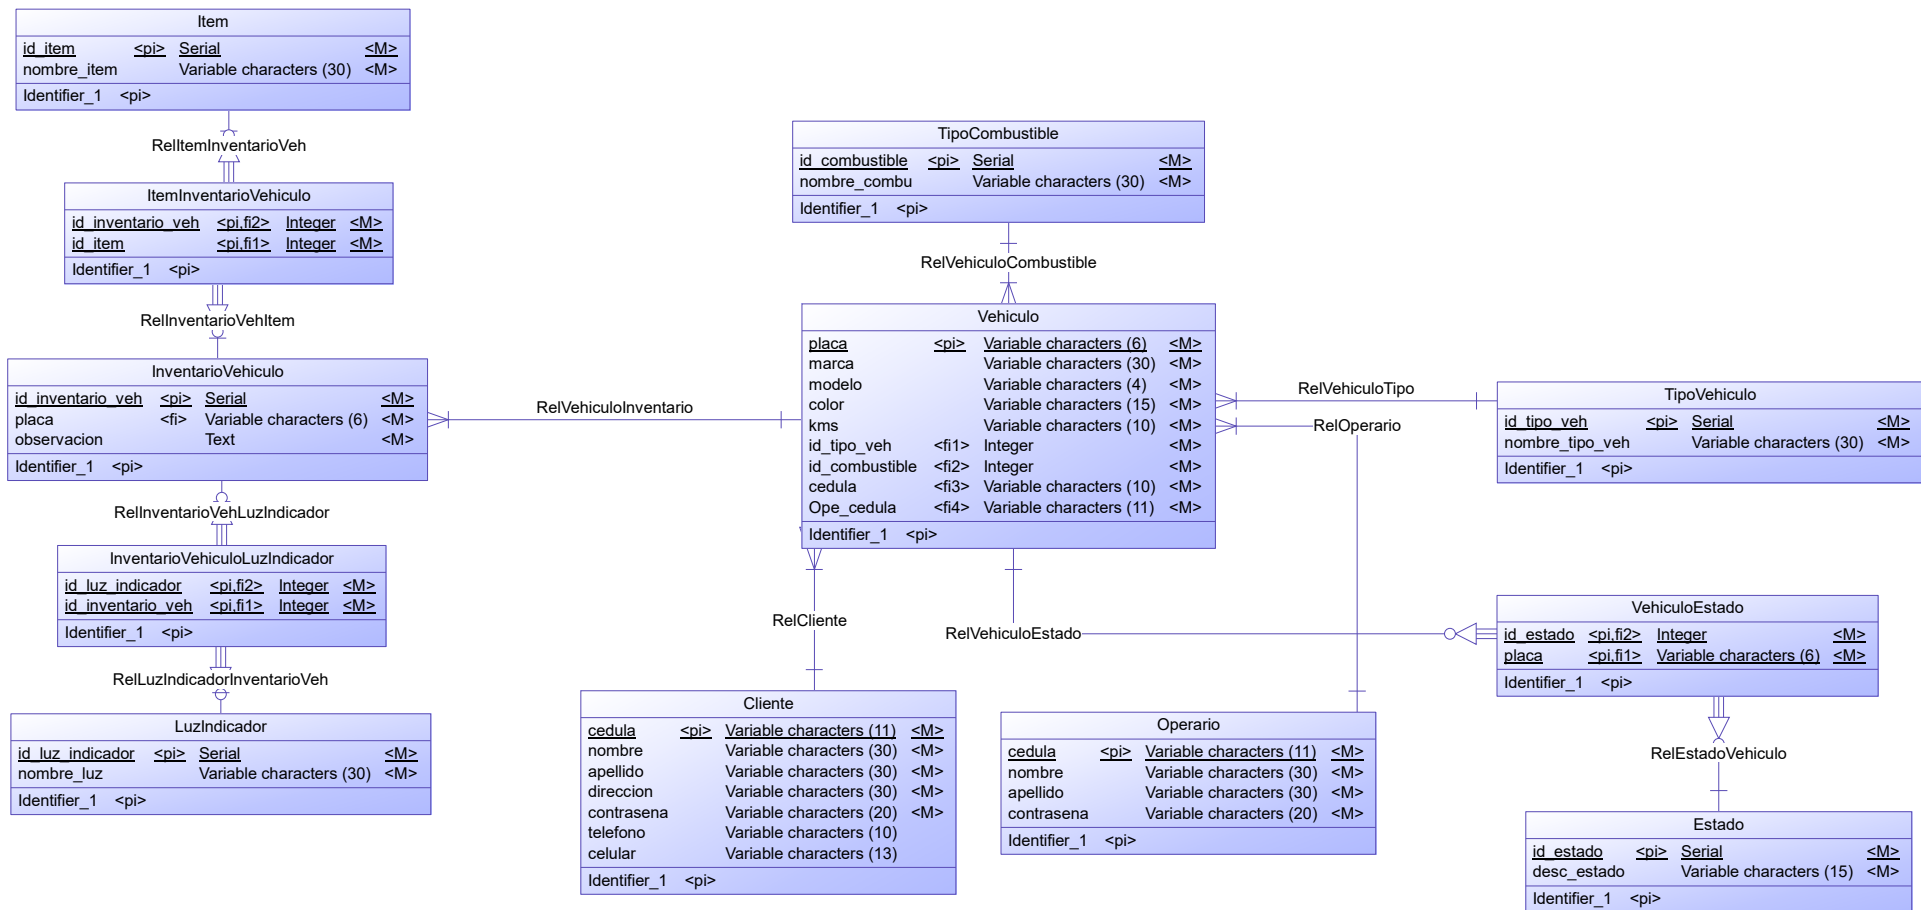 Item
id_item <pi> Serial <M>
nombre_item Variable characters (30) <M>
Identifier_1 <pi>
RelItemInventarioVeh
ItemInventarioVehiculo
id_inventario_veh <pi,fi2> Integer <M>
id_item <pi,fi1> Integer <M>
Identifier_1 <pi>
RelInventarioVehItem
InventarioVehiculo
id_inventario_veh <pi> Serial <M>
placa <fi> Variable characters (6) <M>
observacion Text <M>
Identifier_1 <pi>
RelInventarioVehLuzIndicador
InventarioVehiculoLuzIndicador
id_luz_indicador <pi,fi2> Integer <M>
id_inventario_veh <pi,fi1> Integer <M>
Identifier_1 <pi>
RelLuzIndicadorInventarioVeh
LuzIndicador
id_luz_indicador <pi> Serial <M>
nombre_luz Variable characters (30) <M>
Identifier_1 <pi>
RelVehiculoInventario
TipoCombustible
id_combustible <pi> Serial <M>
nombre_combu Variable characters (30) <M>
Identifier_1 <pi>
RelVehiculoCombustible
Vehiculo
placa <pi> Variable characters (6) <M>
marca Variable characters (30) <M>
modelo Variable characters (4) <M>
color Variable characters (15) <M>
kms Variable characters (10) <M>
id_tipo_veh <fi1> Integer <M>
id_combustible <fi2> Integer <M>
cedula <fi3> Variable characters (10) <M>
Ope_cedula <fi4> Variable characters (11) <M>
Identifier_1 <pi>
RelCliente
RelVehiculoEstado
Cliente
cedula <pi> Variable characters (11) <M>
nombre Variable characters (30) <M>
apellido Variable characters (30) <M>
direccion Variable characters (30) <M>
contrasena Variable characters (20) <M>
telefono Variable characters (10)
celular Variable characters (13)
Identifier_1 <pi>
Operario
cedula <pi> Variable characters (11) <M>
nombre Variable characters (30) <M>
apellido Variable characters (30) <M>
contrasena Variable characters (20) <M>
Identifier_1 <pi>
RelVehiculoTipo
RelOperario
TipoVehiculo
id_tipo_veh <pi> Serial <M>
nombre_tipo_veh Variable characters (30) <M>
Identifier_1 <pi>
VehiculoEstado
id_estado <pi,fi2> Integer <M>
placa <pi,fi1> Variable characters (6) <M>
Identifier_1 <pi>
RelEstadoVehiculo
Estado
id_estado <pi> Serial <M>
desc_estado Variable characters (15) <M>
Identifier_1 <pi>